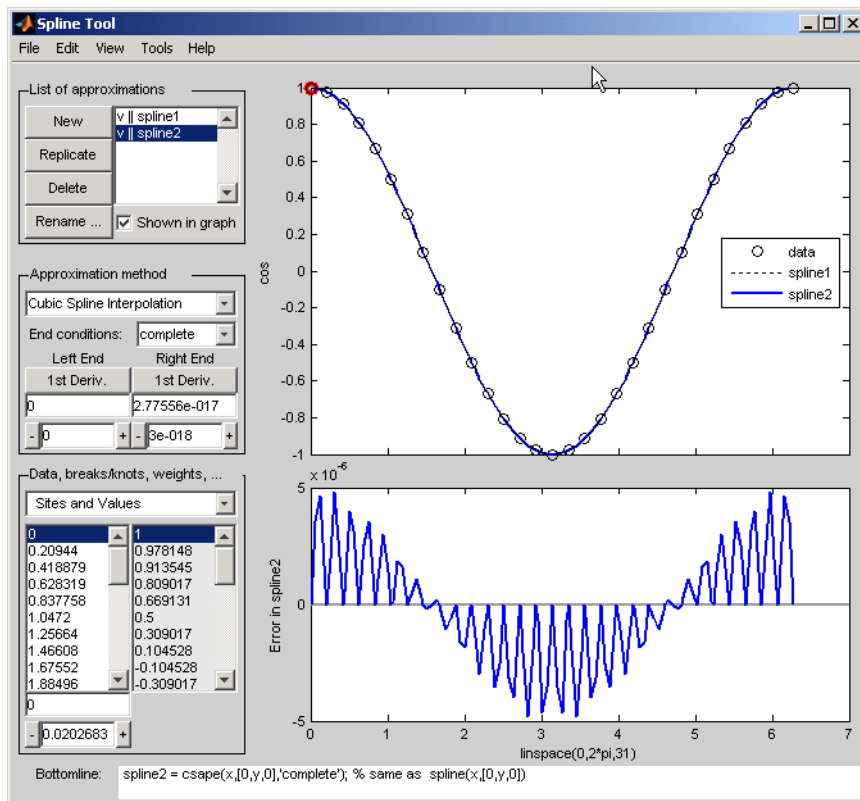 Spline Tool
File Edit View Tools Help
List of approximations
New
Replicate
Delete
Rename ...
v || spline1
v || spline2
Shown in graph
Approximation method
Cubic Spline Interpolation
End conditions: complete
Left End Right End
1st Deriv. 1st Deriv.
0 2.77556e-017
- 0 + - 3e-018 +
Data, breaks/knots, weights, ...
Sites and Values
0 1
0.20944 0.978148
0.418879 0.913545
0.628319 0.809017
0.837758 0.669131
1.0472 0.5
1.25664 0.309017
1.46608 0.104528
1.67552 -0.104528
1.88496 -0.309017
0
- 0.0202683 +
1
0.8
0.6
0.4
0.2
0
-0.2
-0.4
-0.6
-0.8
-1
cos
data
spline1
spline2
x 10^-6
5
0
-5
Error in spline2
0 1 2 3 4 5 6 7
linspace(0,2*pi,31)
Bottomline: spline2 = csape(x,[0,y,0],'complete'); % same as spline(x,[0,y,0])